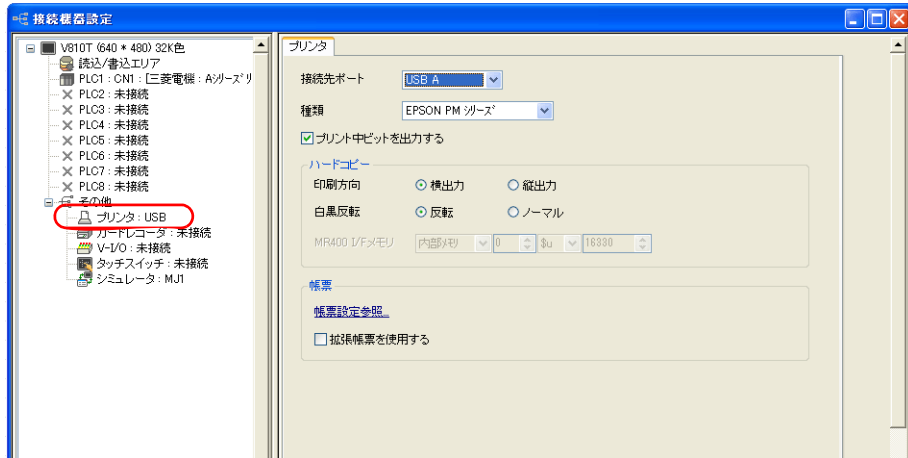 接続機器設定
V810T (640 * 480) 32K色
読込/書込エリア
PLC1 : CN1 : [三菱電機 : Aシリーズリ
PLC2 : 未接続
PLC3 : 未接続
PLC4 : 未接続
PLC5 : 未接続
PLC6 : 未接続
PLC7 : 未接続
PLC8 : 未接続
その他
プリンタ : USB
カードレコーダ : 未接続
V-I/O : 未接続
タッチスイッチ : 未接続
シミュレータ : MJ1
プリンタ
接続先ポート USB A
種類 EPSON PM シリーズ
プリント中ビットを出力する
ハードコピー
印刷方向 横出力 縦出力
白黒反転 反転 ノーマル
MR400 I/Fメモリ 内部メモリ 0 $u 16330
帳票
帳票設定参照...
拡張帳票を使用する